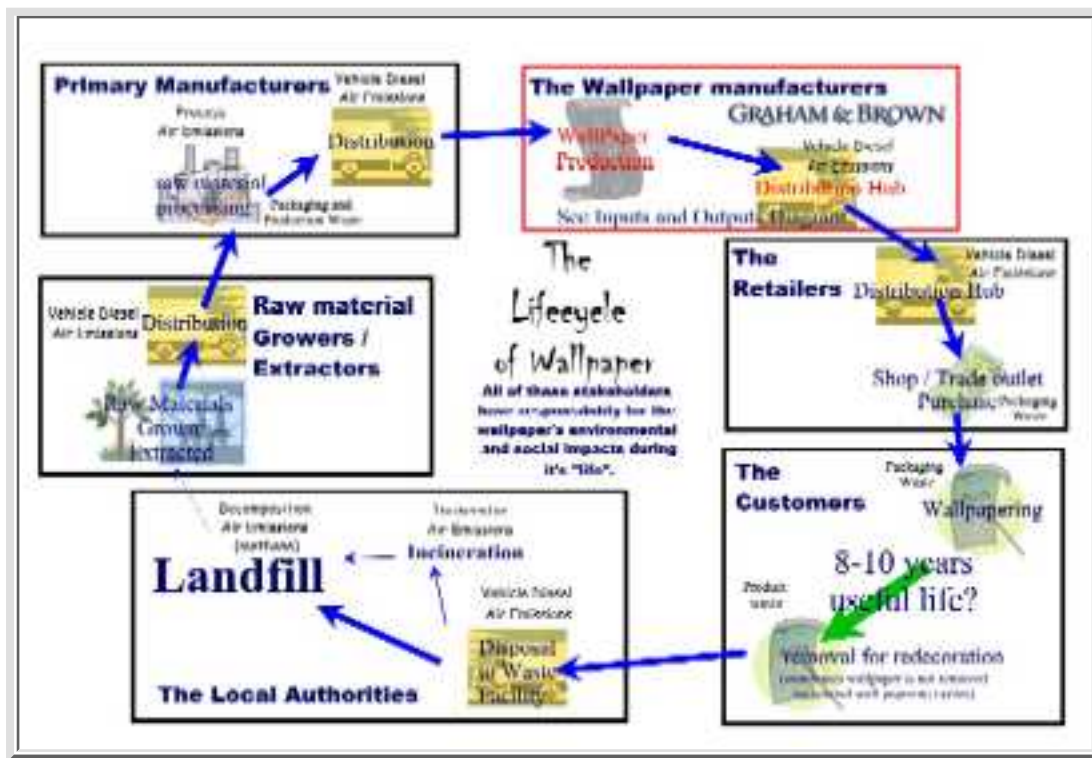 Primary Manufacturers
Vehicle Diesel
Air Emissions
Process
Air Emissions
Distribution
raw material
processing
Packaging and
Production Waste
The Wallpaper manufacturers
GRAHAM & BROWN
WallPaper
Production
Vehicle Diesel
Air Emissions
Distribution Hub
See Inputs and Outputs Diagram
The
Retailers
Vehicle Diesel
Air Emissions
Distribution Hub
Shop / Trade outlet
Purchase
Packaging
Waste
Vehicle Diesel
Air Emissions
Distribution
Raw material
Growers /
Extractors
Raw Materials
Grown/
Extracted
The
Lifecycle
of Wallpaper
All of these stakeholders
have responsibility for the
wallpaper's environmental
and social impacts during
it's "life".
The
Customers
Packaging
Waste
Wallpapering
8-10 years
useful life?
Product
waste
removal for redecoration
(sometimes wallpaper is not removed
Decomposition
Air Emissions
(methane)
Incineration
Air Emissions
Incineration
Landfill
Vehicle Diesel
Air Emissions
Disposal
at Waste
Facility
The Local Authorities